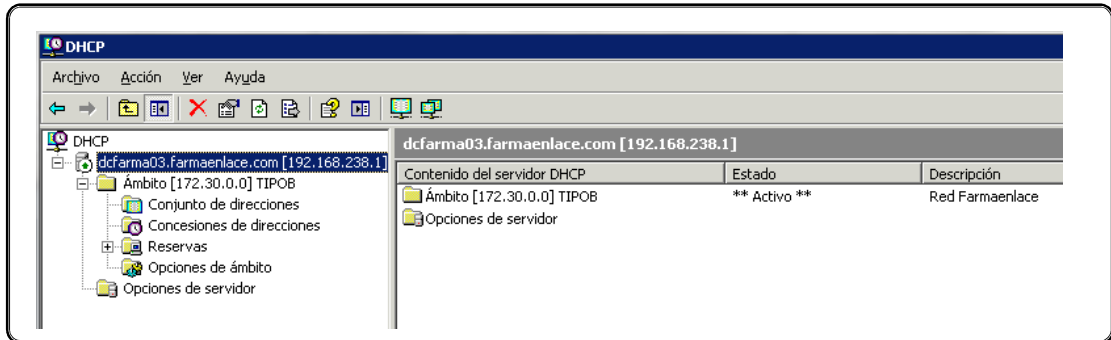 DHCP
Archivo Acción Ver Ayuda
DHCP
dcfarma03.farmaenlace.com [192.168.238.1]
Ámbito [172.30.0.0] TIPOB
Conjunto de direcciones
Concesiones de direcciones
Reservas
Opciones de ámbito
Opciones de servidor
dcfarma03.farmaenlace.com [192.168.238.1]
Contenido del servidor DHCP Estado Descripción
Ámbito [172.30.0.0] TIPOB ** Activo ** Red Farmaenlace
Opciones de servidor